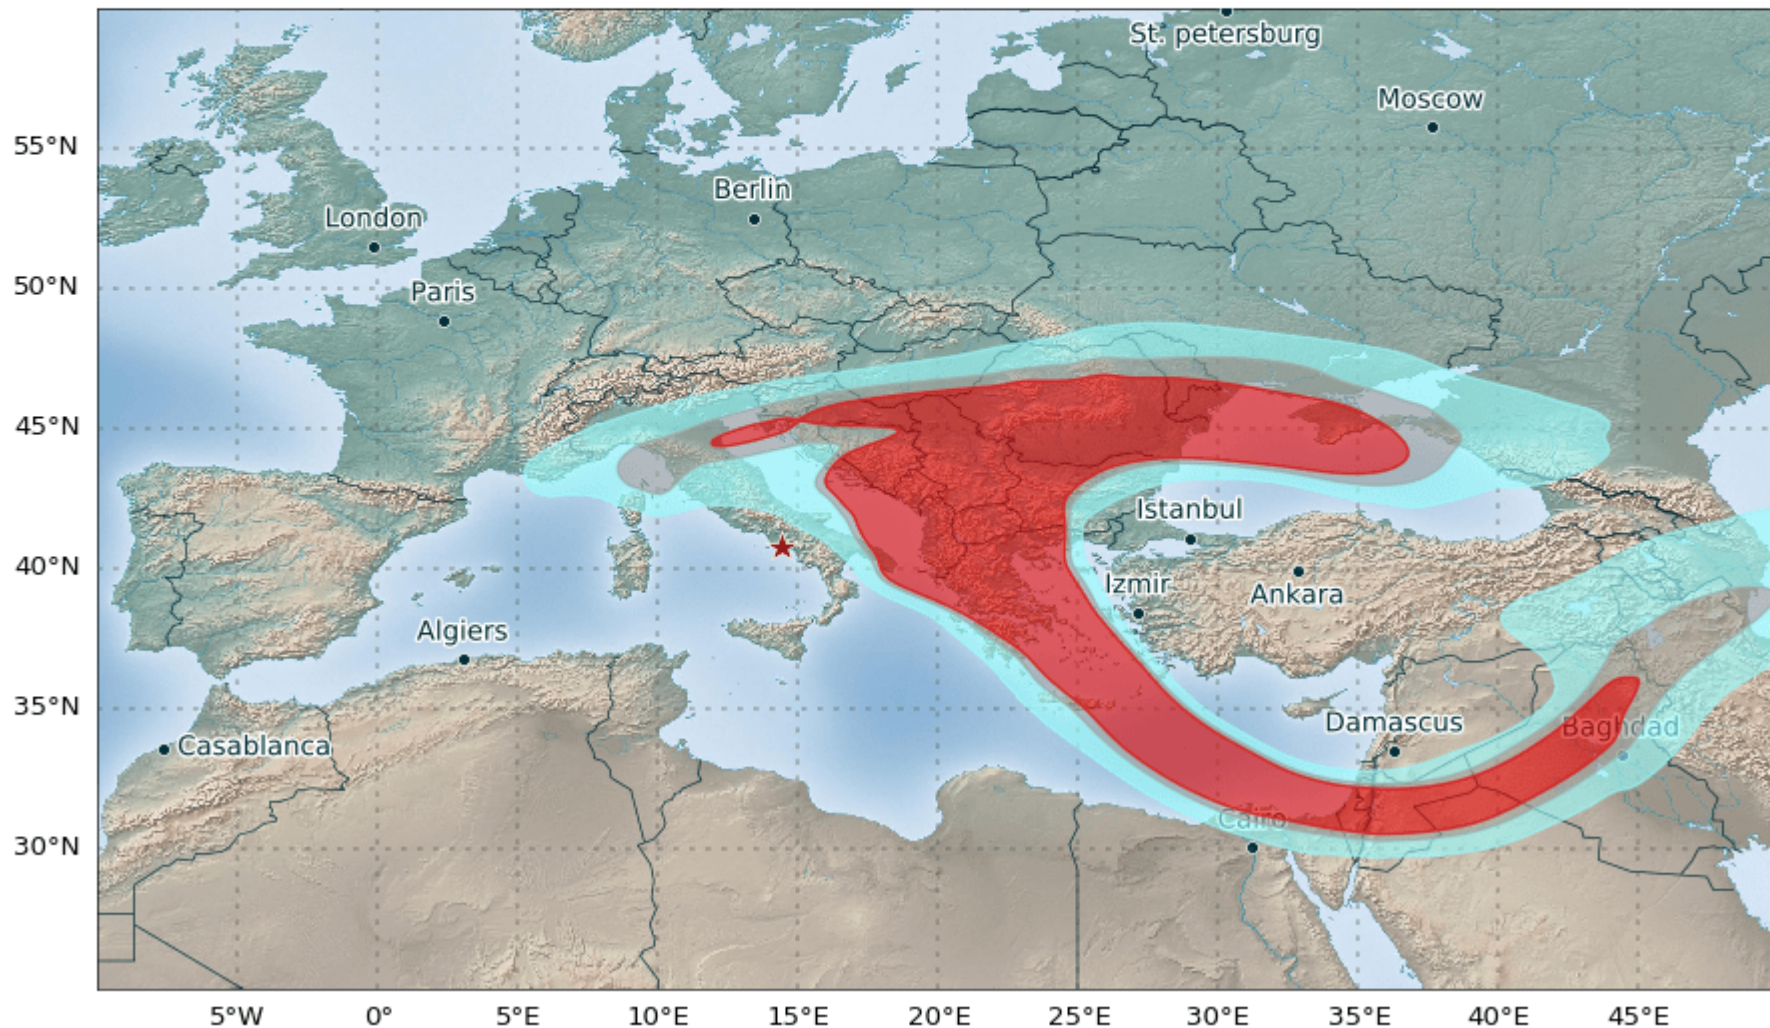 St. petersburg
Moscow
55°N
Berlin
London
50°N
Paris
45°N
Istanbul
40°N
Izmir
Ankara
Algiers
35°N
Damascus
Baghdad
Casablanca
Cairo
30°N
5°W
0°
5°E
10°E
15°E
20°E
25°E
30°E
35°E
40°E
45°E